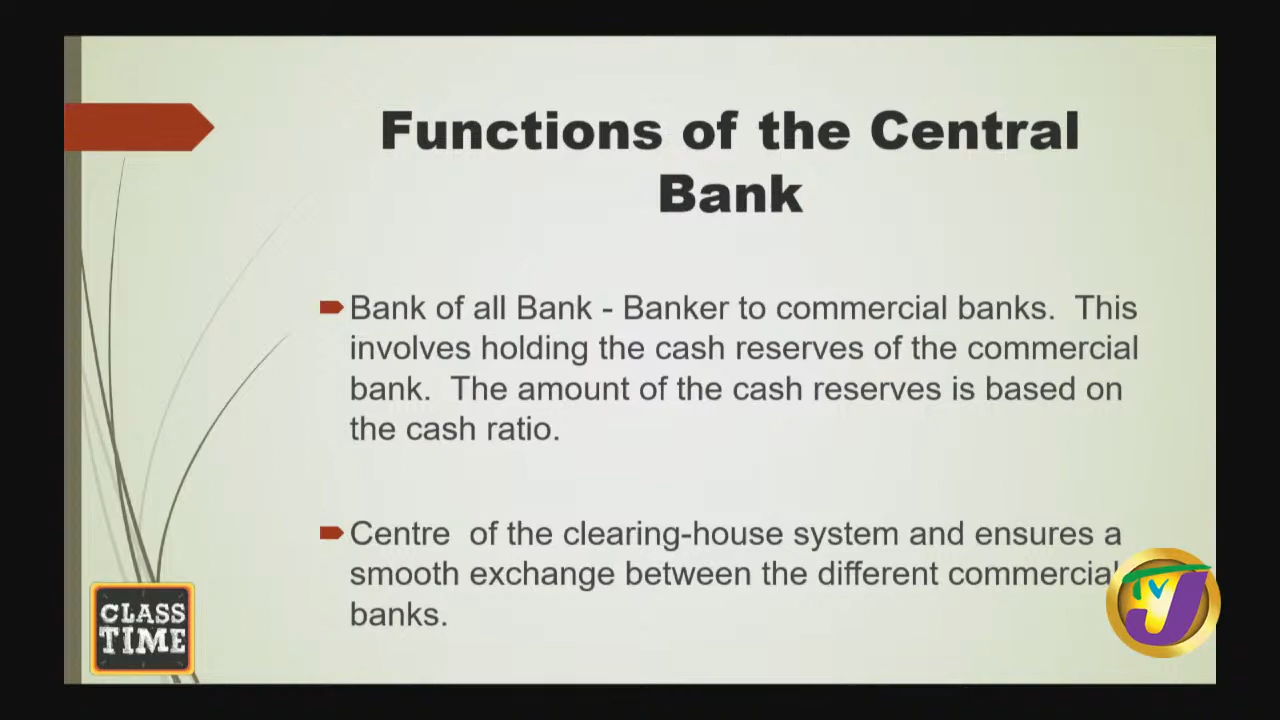 Functions of the Central
Bank
Bank of all Bank - Banker to commercial banks.  This
involves holding the cash reserves of the commercial
bank.  The amount of the cash reserves is based on
the cash ratio.
Centre  of the clearing-house system and ensures a
smooth exchange between the different commercial
banks.
CLASS
TIME
TVJ